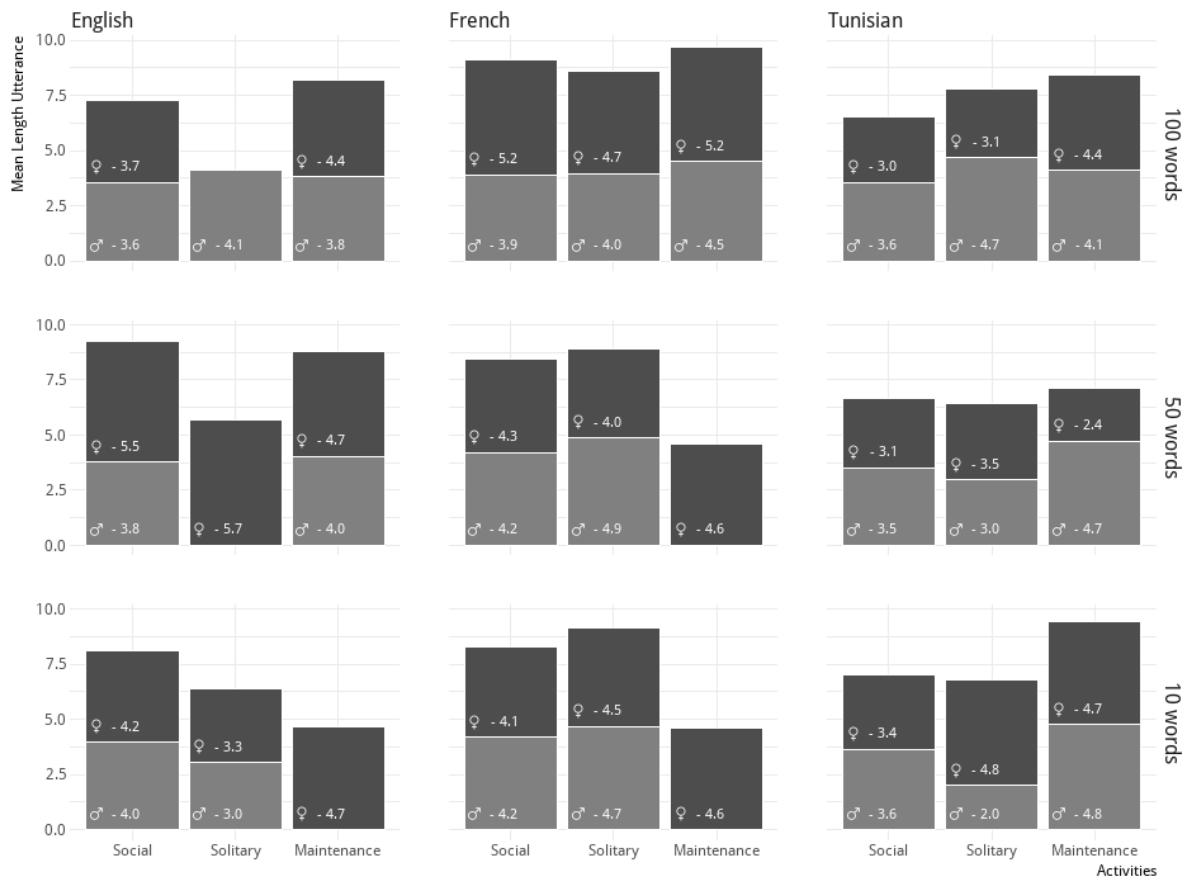 English French Tunisian
Mean Length Utterance
100 words
10.0
7.5
5.0
2.5
0.0
♀ - 3.7
♂ - 3.6
♂ - 4.1
♀ - 4.4
♂ - 3.8
♀ - 5.2
♂ - 3.9
♀ - 4.7
♂ - 4.0
♀ - 5.2
♂ - 4.5
♀ - 3.0
♂ - 3.6
♀ - 3.1
♂ - 4.7
♀ - 4.4
♂ - 4.1
50 words
10.0
7.5
5.0
2.5
0.0
♀ - 5.5
♂ - 3.8
♀ - 5.7
♀ - 4.7
♂ - 4.0
♀ - 4.3
♂ - 4.2
♀ - 4.0
♂ - 4.9
♀ - 4.6
♀ - 3.1
♂ - 3.5
♀ - 3.5
♂ - 3.0
♀ - 2.4
♂ - 4.7
10 words
10.0
7.5
5.0
2.5
0.0
♀ - 4.2
♂ - 4.0
♀ - 3.3
♂ - 3.0
♀ - 4.7
♀ - 4.1
♂ - 4.2
♀ - 4.5
♂ - 4.7
♀ - 4.6
♀ - 3.4
♂ - 3.6
♀ - 4.8
♂ - 2.0
♀ - 4.7
♂ - 4.8
Social Solitary Maintenance Social Solitary Maintenance Social Solitary Maintenance
Activities